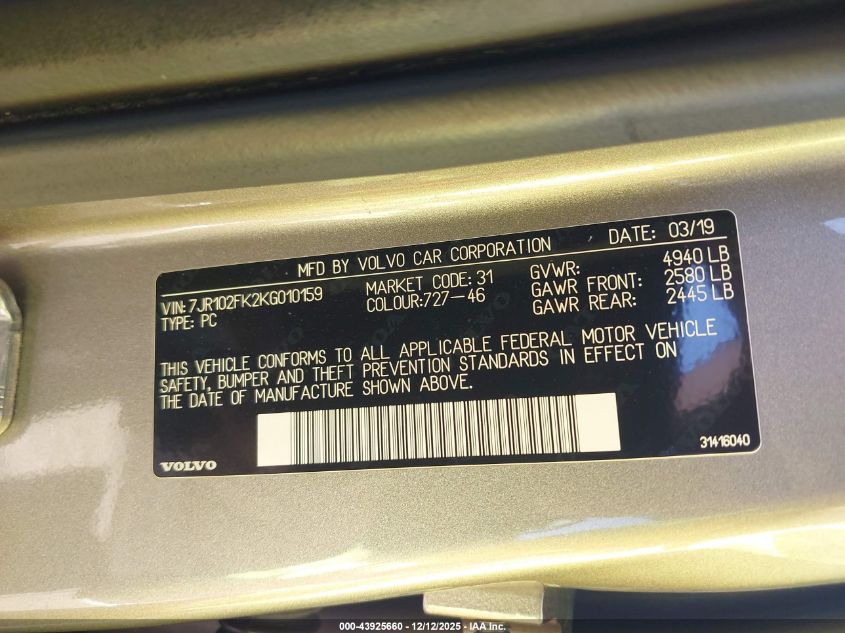 MFD BY VOLVO CAR CORPORATION DATE: 03/19
VIN: 7JR102FK2KG010159 MARKET CODE: 31 GVWR: 4940 LB
TYPE: PC COLOUR: 727-46 GAWR FRONT: 2580 LB
GAWR REAR: 2445 LB
THIS VEHICLE CONFORMS TO ALL APPLICABLE FEDERAL MOTOR VEHICLE
SAFETY, BUMPER AND THEFT PREVENTION STANDARDS IN EFFECT ON
THE DATE OF MANUFACTURE SHOWN ABOVE.
VOLVO 31416040
000-43925660 - 12/12/2025 - IAA Inc.